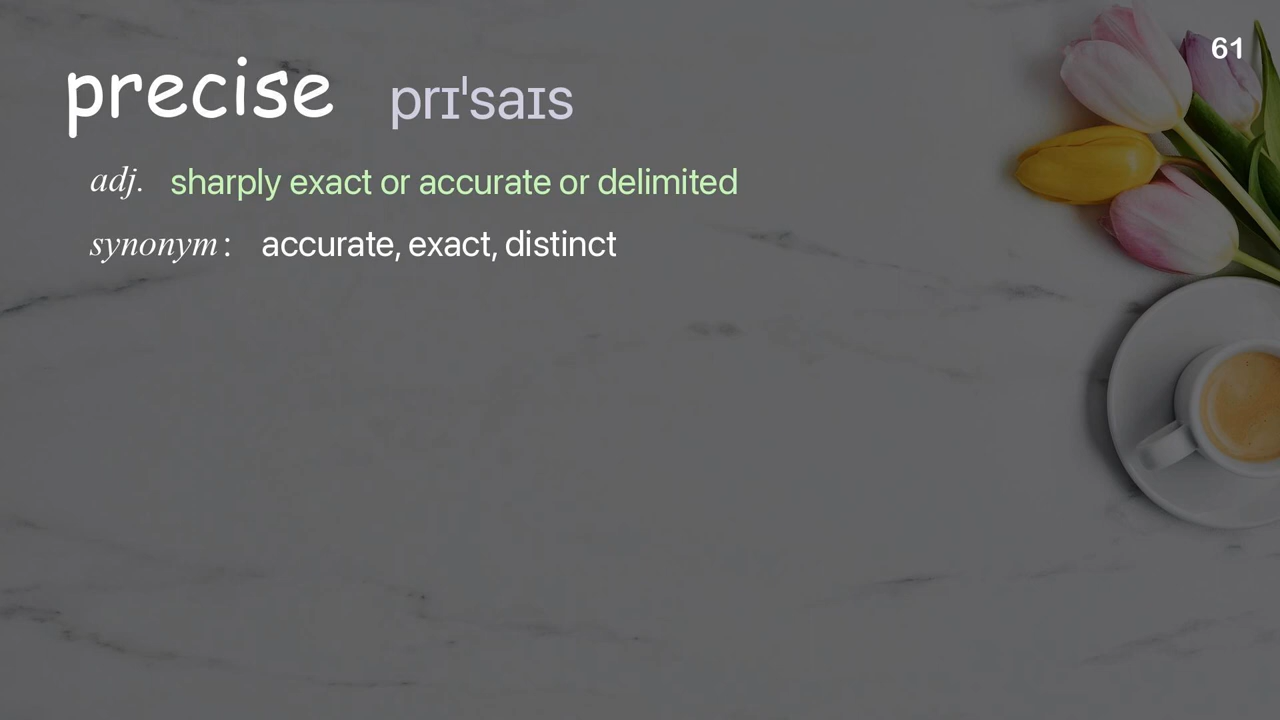 61
precise prɪˈsaɪs
adj. sharply exact or accurate or delimited
synonym: accurate, exact, distinct